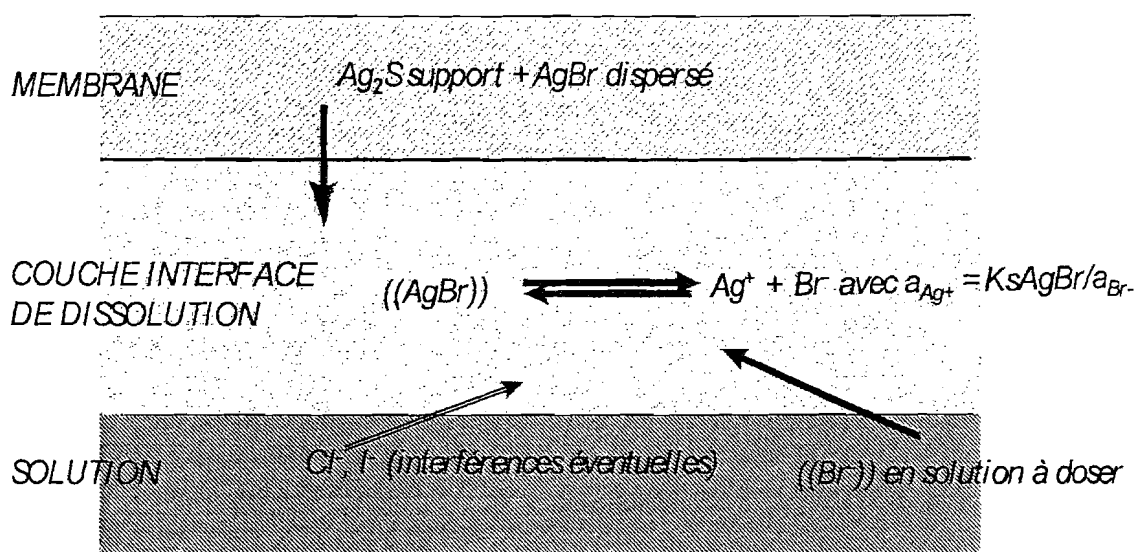 MEMBRANE
Ag₂S support + AgBr dispersé
COUCHE INTERFACE
DE DISSOLUTION
((AgBr))
Ag⁺ + Br⁻ avec a_Ag+ = KsAgBr/a_Br-
SOLUTION
Cl⁻, I⁻ (interférences éventuelles)
((Br⁻)) en solution à doser